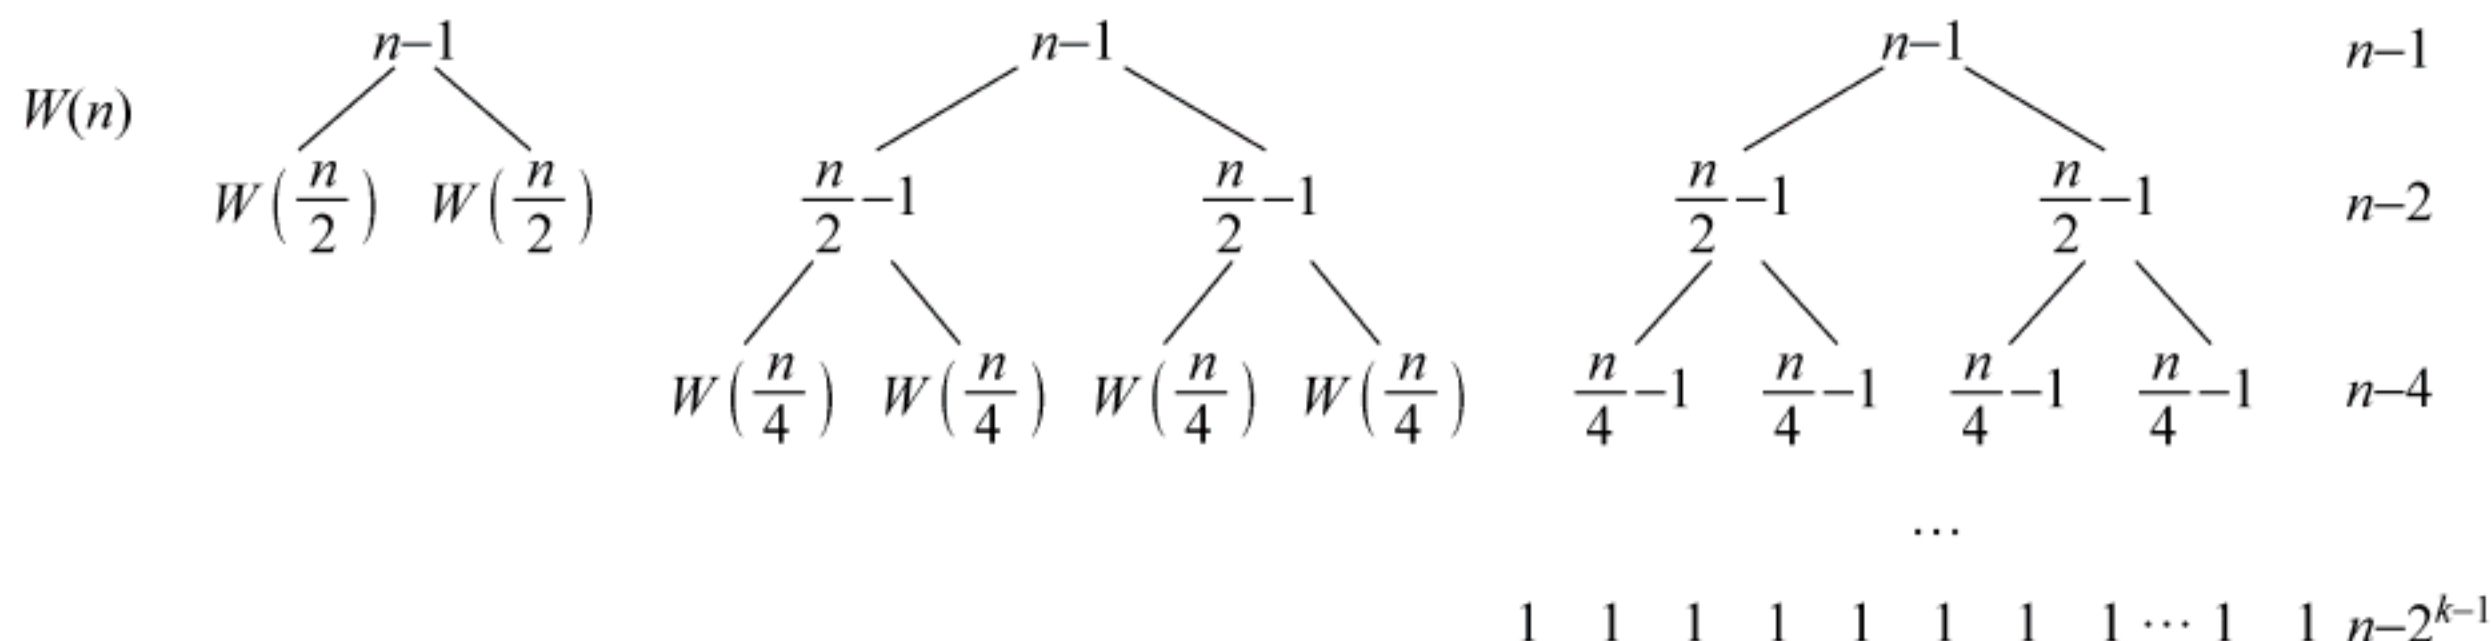 n–1 n–1 n–1 n–1
W(n)
W(n/2) W(n/2) n/2–1 n/2–1 n/2–1 n/2–1 n–2
W(n/4) W(n/4) W(n/4) W(n/4) n/4–1 n/4–1 n/4–1 n/4–1 n–4
…
1 1 1 1 1 1 1 1 … 1 1 n–2^{k–1}